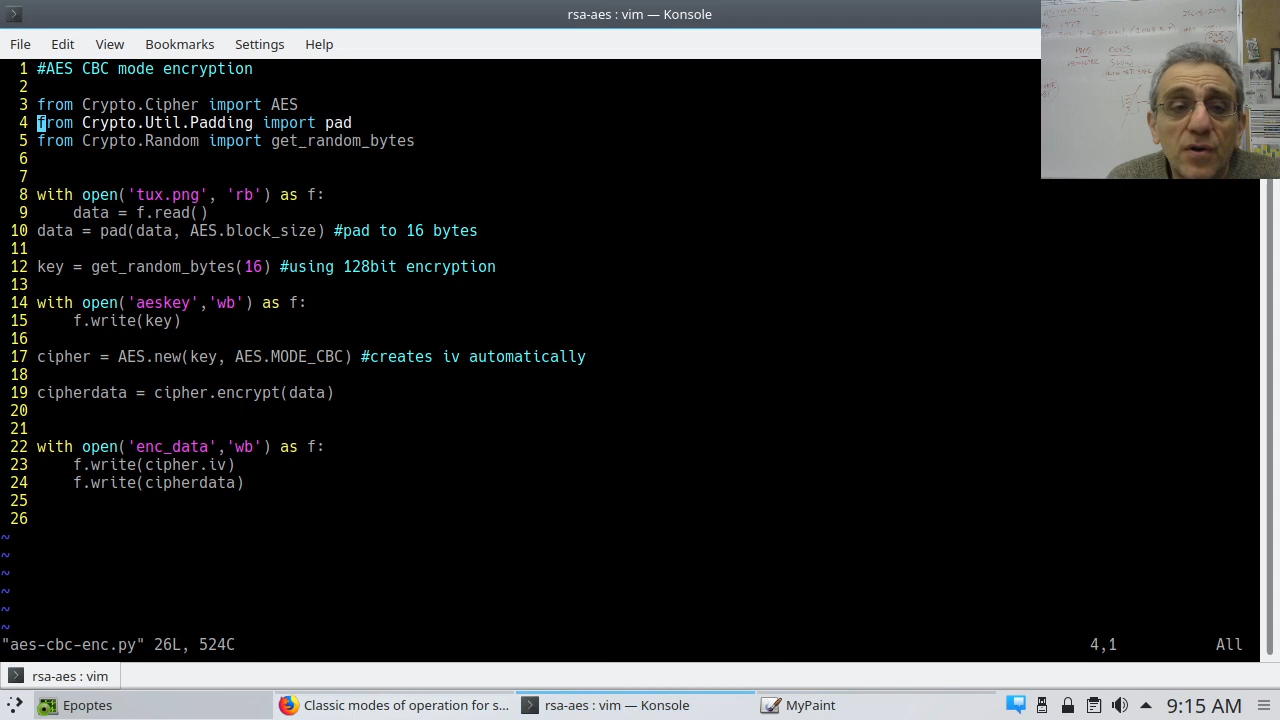 rsa-aes : vim — Konsole
File Edit View Bookmarks Settings Help
1 #AES CBC mode encryption
2
3 from Crypto.Cipher import AES
4 from Crypto.Util.Padding import pad
5 from Crypto.Random import get_random_bytes
6
7
8 with open('tux.png', 'rb') as f:
9     data = f.read()
10 data = pad(data, AES.block_size) #pad to 16 bytes
11
12 key = get_random_bytes(16) #using 128bit encryption
13
14 with open('aeskey','wb') as f:
15     f.write(key)
16
17 cipher = AES.new(key, AES.MODE_CBC) #creates iv automatically
18
19 cipherdata = cipher.encrypt(data)
20
21
22 with open('enc_data','wb') as f:
23     f.write(cipher.iv)
24     f.write(cipherdata)
25
26
~
~
~
~
~
~
"aes-cbc-enc.py" 26L, 524C 4,1 All
rsa-aes : vim
Epoptes Classic modes of operation for s... rsa-aes : vim — Konsole MyPaint 9:15 AM